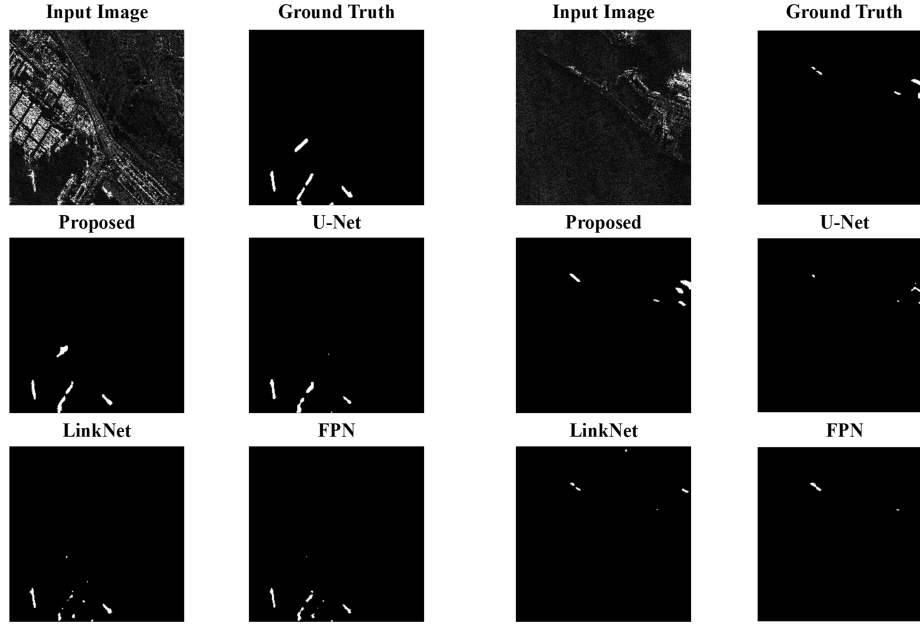 Input Image Ground Truth Input Image Ground Truth
Proposed U-Net Proposed U-Net
LinkNet FPN LinkNet FPN